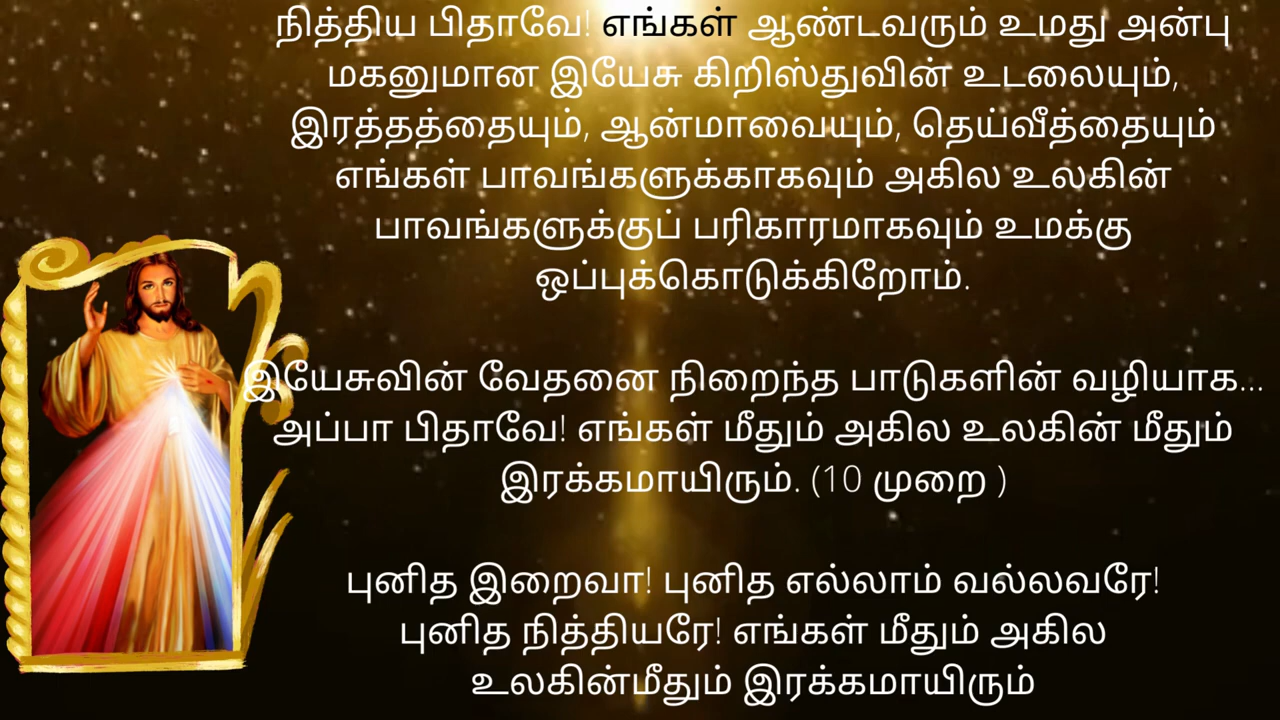 நித்திய பிதாவே! எங்கள் ஆண்டவரும் உமது அன்பு
மகனுமான இயேசு கிறிஸ்துவின் உடலையும்,
இரத்தத்தையும், ஆன்மாவையும், தெய்வீத்தையும்
எங்கள் பாவங்களுக்காகவும் அகில உலகின்
பாவங்களுக்குப் பரிகாரமாகவும் உமக்கு
ஒப்புக்கொடுக்கிறோம்.
இயேசுவின் வேதனை நிறைந்த பாடுகளின் வழியாக...
அப்பா பிதாவே! எங்கள் மீதும் அகில உலகின் மீதும்
இரக்கமாயிரும். (10 முறை )
புனித இறைவா! புனித எல்லாம் வல்லவரே!
புனித நித்தியரே! எங்கள் மீதும் அகில
உலகின்மீதும் இரக்கமாயிரும்